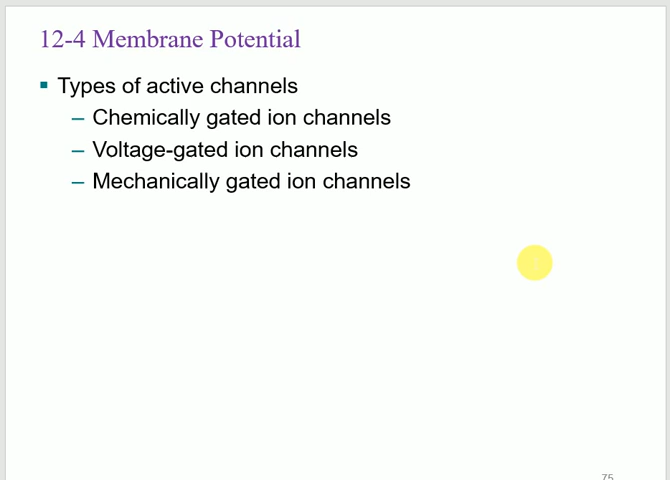 12-4 Membrane Potential
▪ Types of active channels
– Chemically gated ion channels
– Voltage-gated ion channels
– Mechanically gated ion channels
75